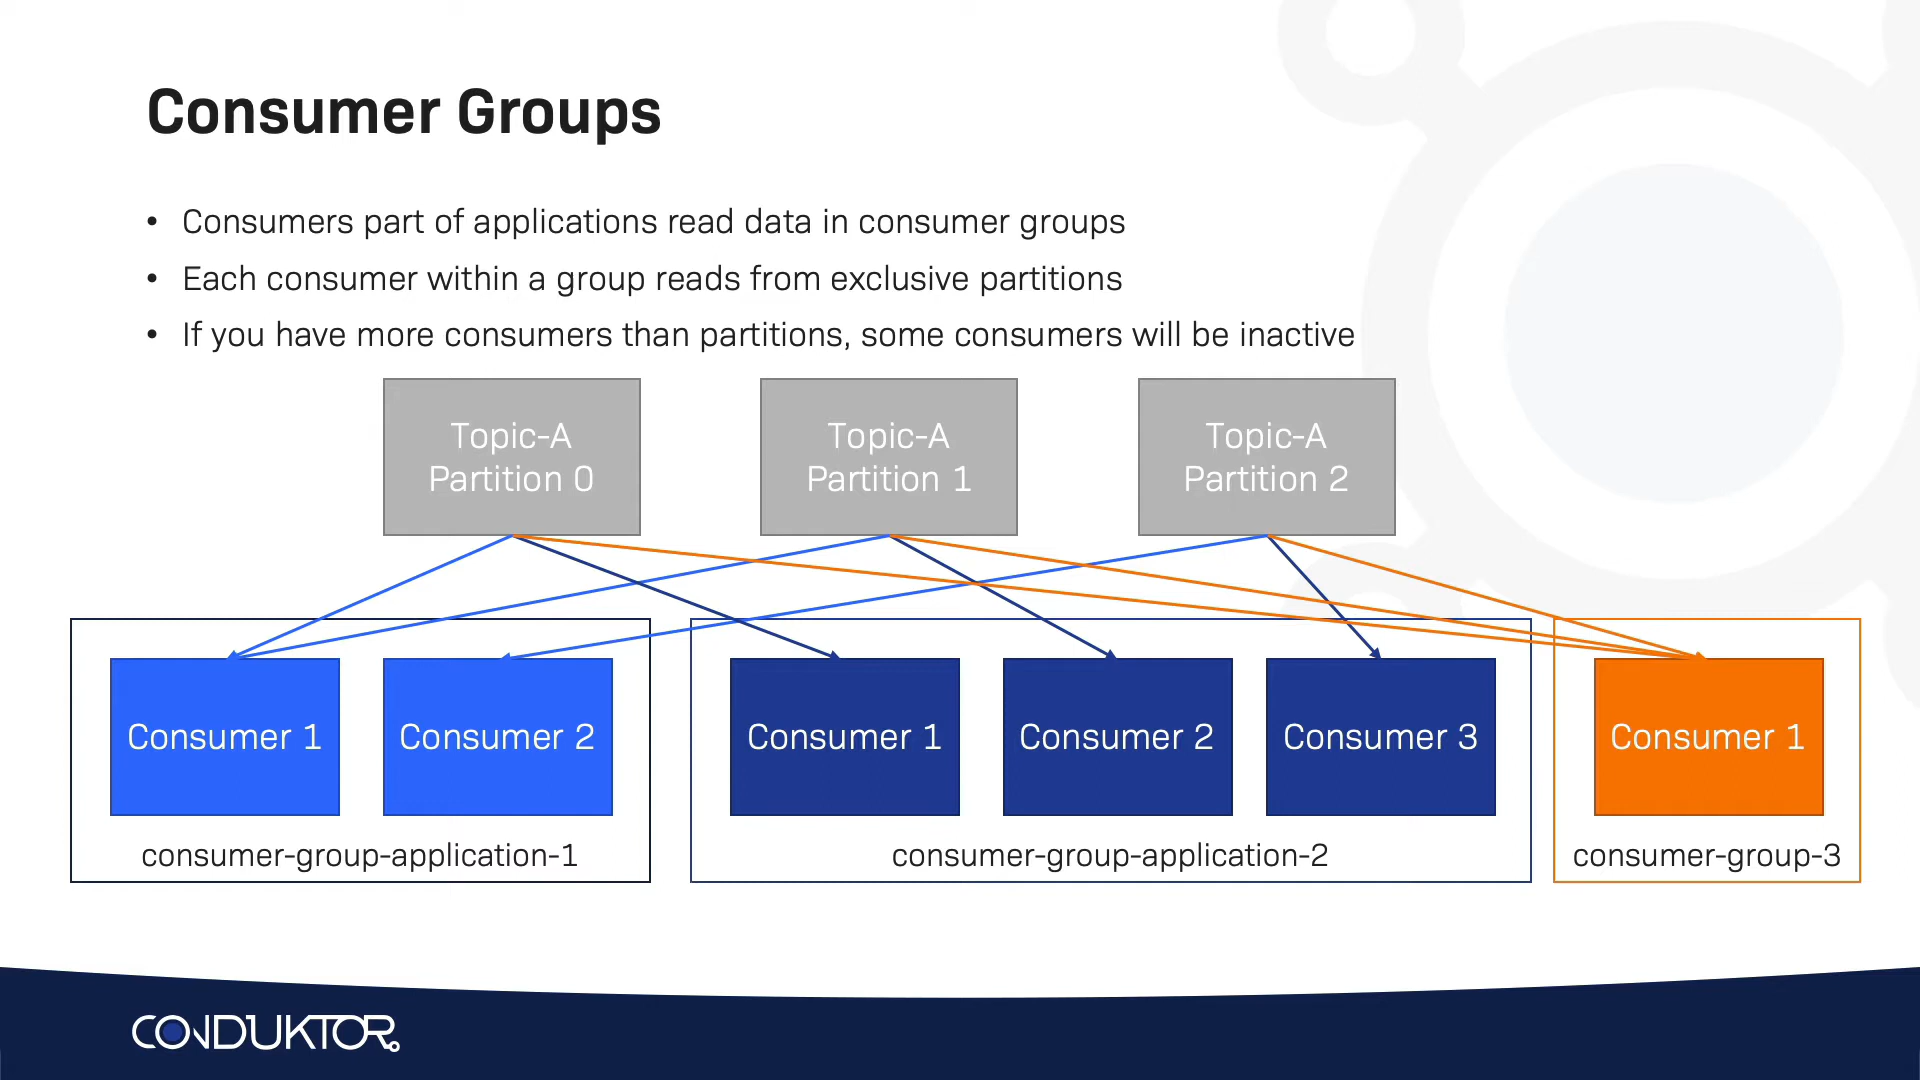 Consumer Groups
• Consumers part of applications read data in consumer groups
• Each consumer within a group reads from exclusive partitions
• If you have more consumers than partitions, some consumers will be inactive
Topic-A
Partition 0
Topic-A
Partition 1
Topic-A
Partition 2
Consumer 1
Consumer 2
consumer-group-application-1
Consumer 1
Consumer 2
Consumer 3
consumer-group-application-2
Consumer 1
consumer-group-3
CONDUKTOR